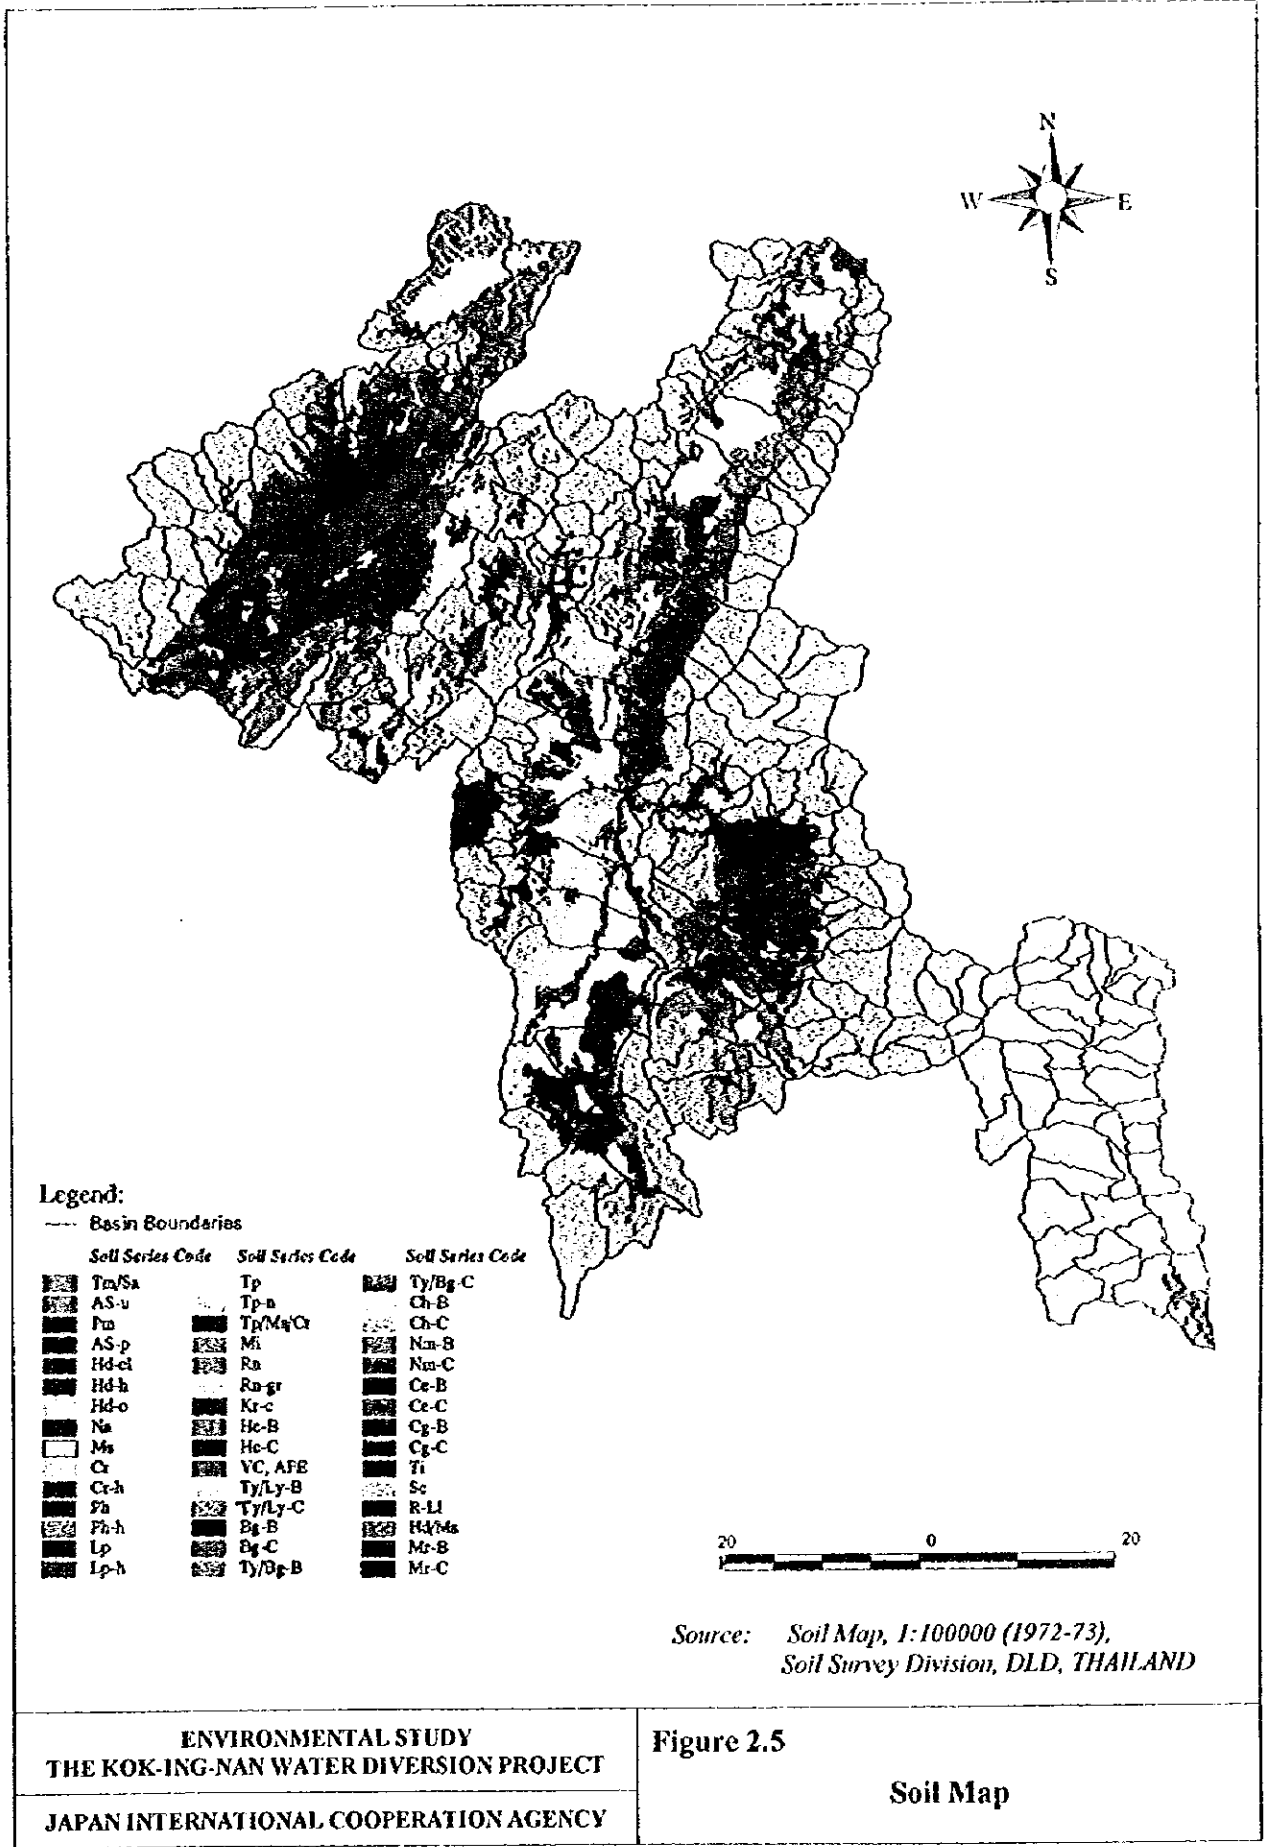 N
W
E
S
Legend:
Basin Boundaries
Soil Series Code Soil Series Code Soil Series Code
Tm/Sa Tp Ty/Bg-C
AS-u Tp-n Ch-B
Pm Tp/Ms/Cr Ch-C
AS-p Mi Nm-B
Hd-cl Rn Nm-C
Hd-h Rn-gr Ce-B
Hd-o Kr-c Ce-C
Na Hc-B Cg-B
Ms Hc-C Cg-C
Cr VC, AFE Ti
Cr-h Ty/Ly-B Sc
Ph Ty/Ly-C R-Ll
Ph-h Bg-B Hd/Ms
Lp Bg-C Mr-B
Lp-h Ty/Bg-B Mr-C
20 0 20
Source: Soil Map, 1:100000 (1972-73),
Soil Survey Division, DLD, THAILAND
ENVIRONMENTAL STUDY
THE KOK-ING-NAN WATER DIVERSION PROJECT
JAPAN INTERNATIONAL COOPERATION AGENCY
Figure 2.5
Soil Map